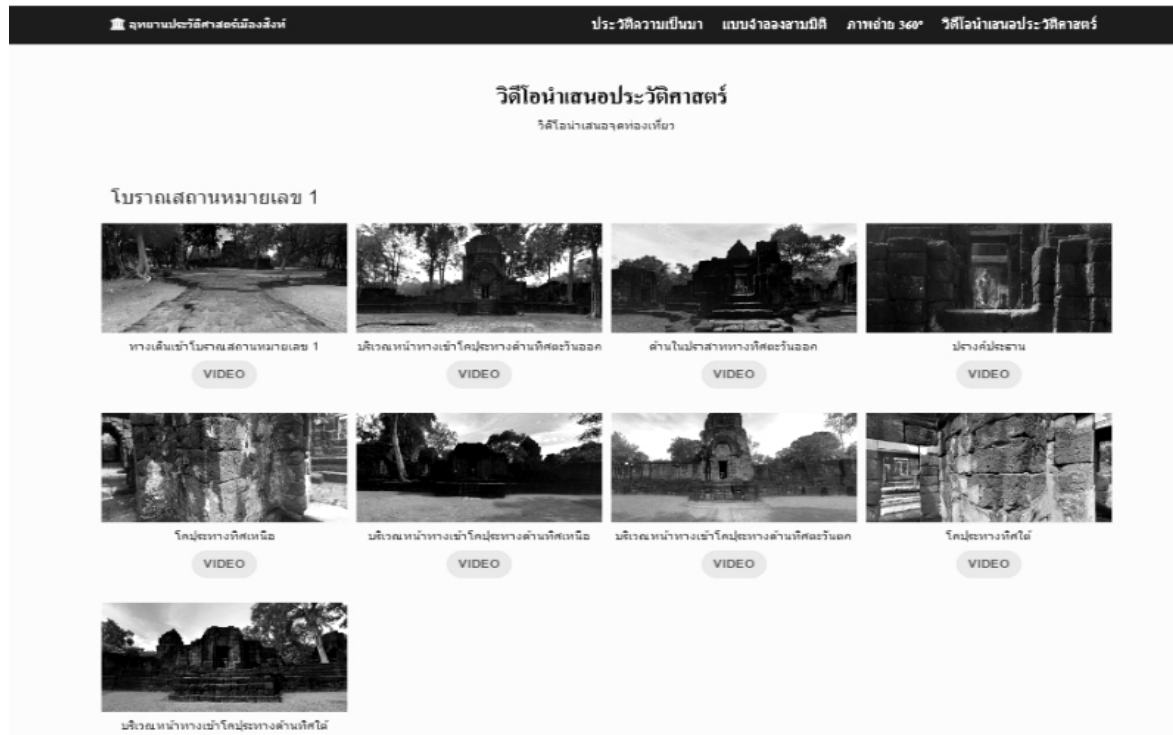 อุทยานประวัติศาสตร์เมืองสิงห์
ประวัติความเป็นมา แบบจำลองสามมิติ ภาพถ่าย 360° วิดีโอนำเสนอประวัติศาสตร์
วิดีโอนำเสนอประวัติศาสตร์
วิดีโอนำเสนอจุดท่องเที่ยว
โบราณสถานหมายเลข 1
ทางเดินเข้าโบราณสถานหมายเลข 1 บริเวณหน้าทางเข้าโคปุระทางด้านทิศตะวันออก ด้านในปราสาททางทิศตะวันออก ปรางค์ประธาน
VIDEO VIDEO VIDEO VIDEO
โคปุระทางทิศเหนือ บริเวณหน้าทางเข้าโคปุระทางด้านทิศเหนือ บริเวณหน้าทางเข้าโคปุระทางด้านทิศตะวันตก โคปุระทางทิศใต้
VIDEO VIDEO VIDEO VIDEO
บริเวณหน้าทางเข้าโคปุระทางด้านทิศใต้